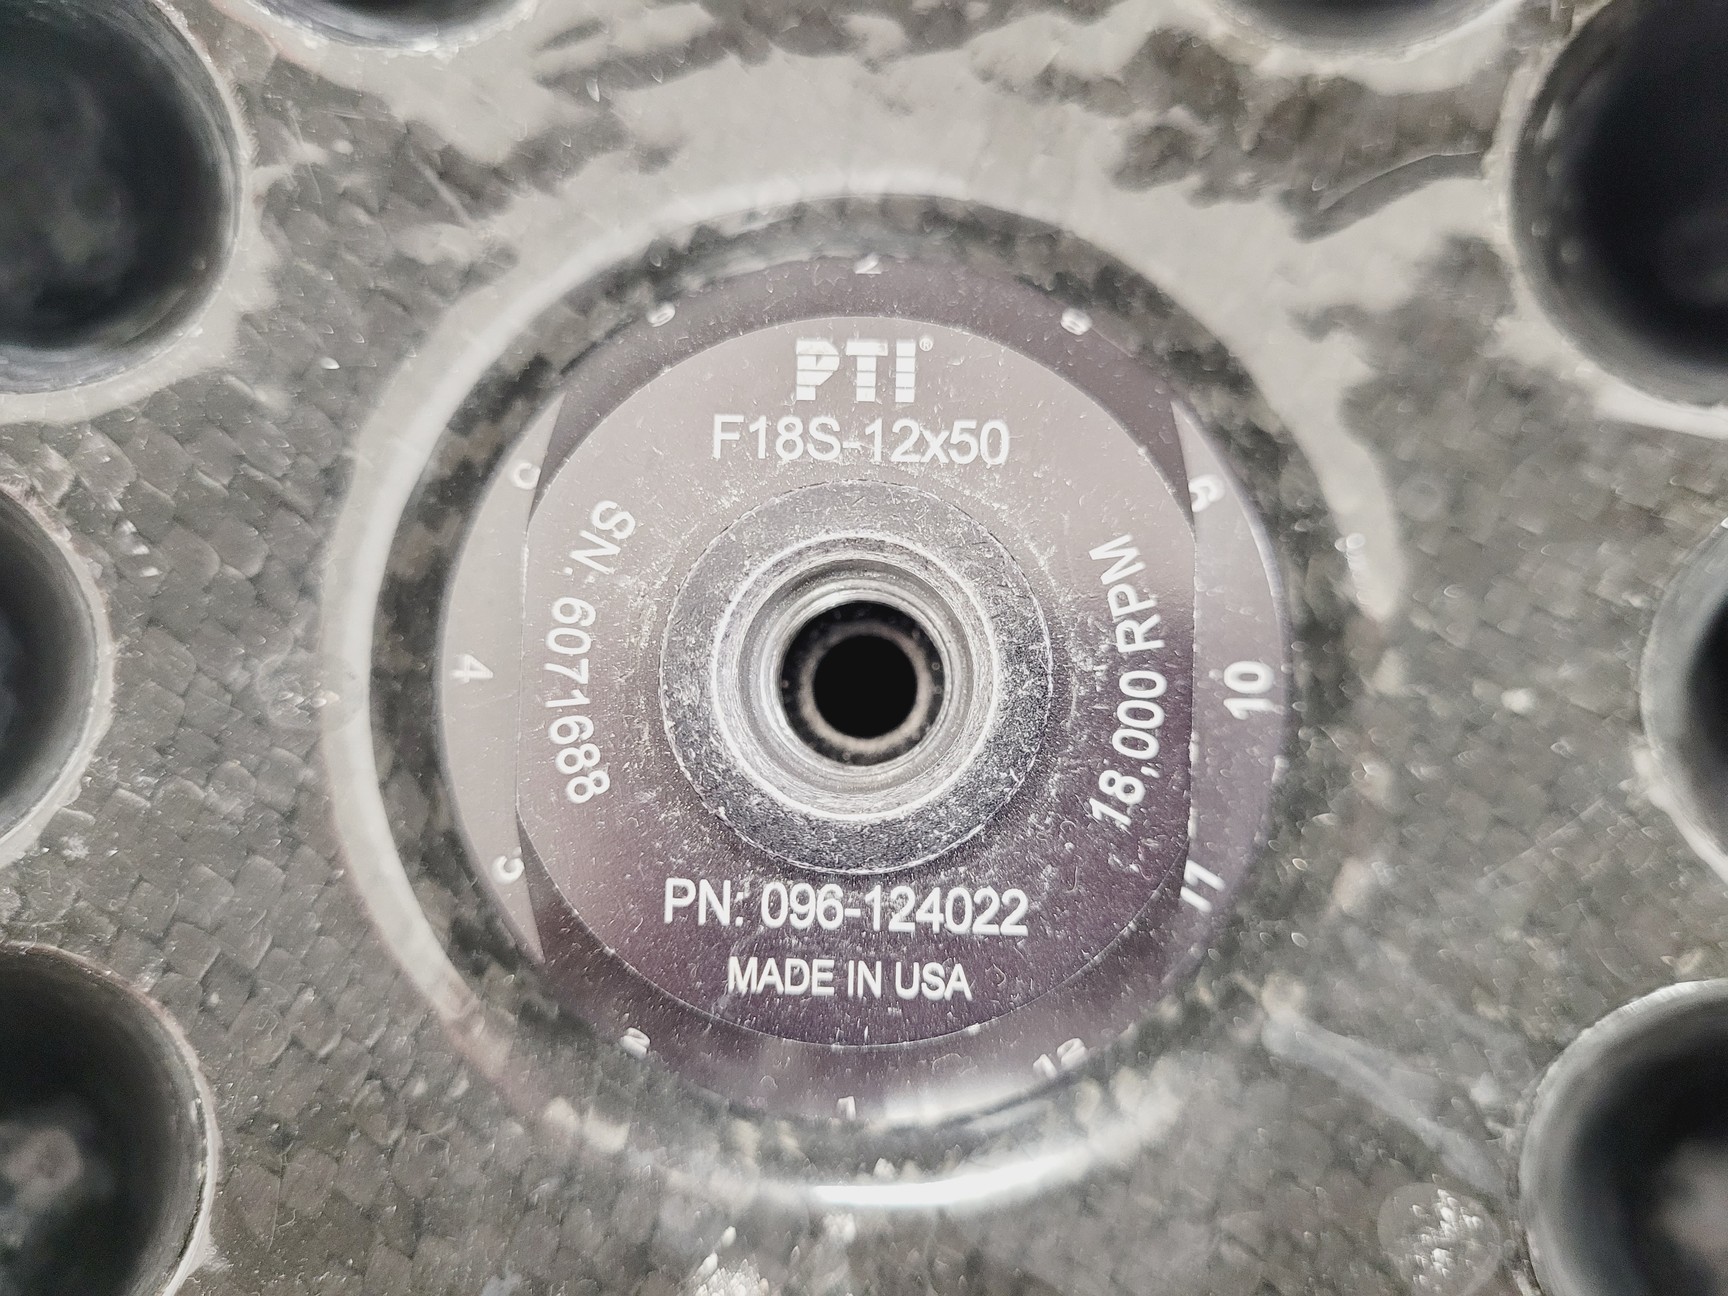 PTI®
F18S-12x50
SN: 6071688
18,000 RPM
PN: 096-124022
MADE IN USA
4
10
11
12
1